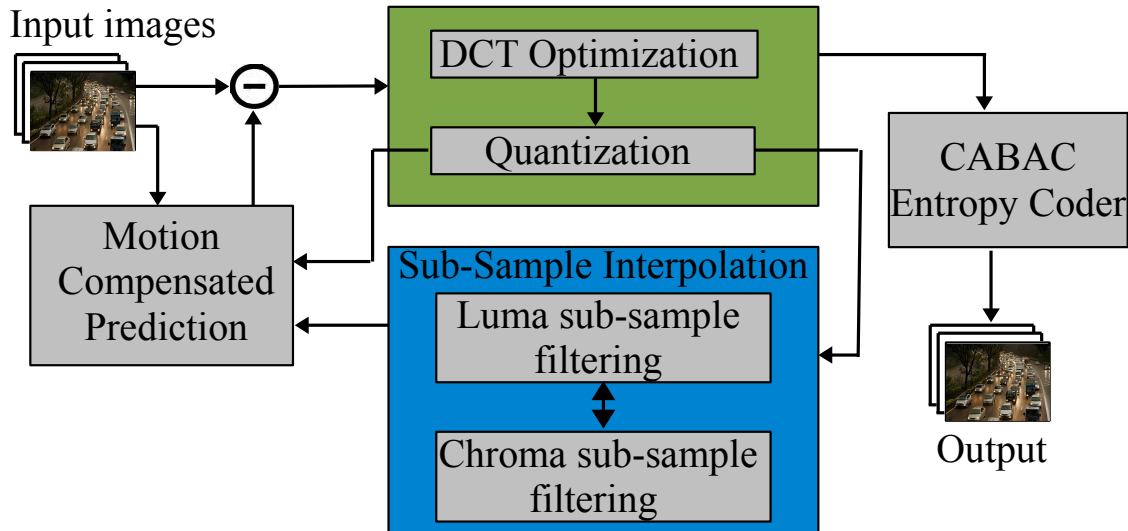 Input images
DCT Optimization
Quantization
CABAC
Entropy Coder
Motion
Compensated
Prediction
Sub-Sample Interpolation
Luma sub-sample
filtering
Chroma sub-sample
filtering
Output